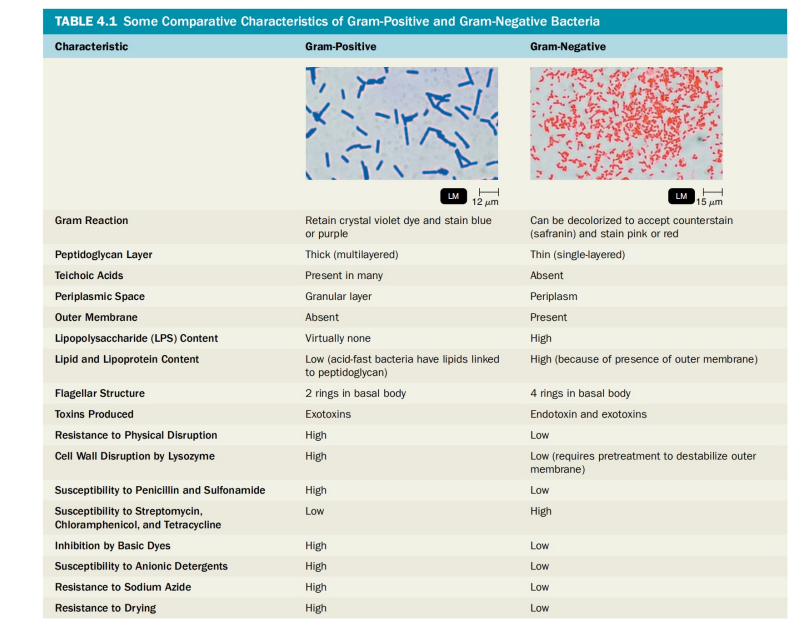 TABLE 4.1 Some Comparative Characteristics of Gram-Positive and Gram-Negative Bacteria
Characteristic Gram-Positive Gram-Negative
LM 12 μm LM 15 μm
Gram Reaction Retain crystal violet dye and stain blue Can be decolorized to accept counterstain
or purple (safranin) and stain pink or red
Peptidoglycan Layer Thick (multilayered) Thin (single-layered)
Teichoic Acids Present in many Absent
Periplasmic Space Granular layer Periplasm
Outer Membrane Absent Present
Lipopolysaccharide (LPS) Content Virtually none High
Lipid and Lipoprotein Content Low (acid-fast bacteria have lipids linked High (because of presence of outer membrane)
to peptidoglycan)
Flagellar Structure 2 rings in basal body 4 rings in basal body
Toxins Produced Exotoxins Endotoxin and exotoxins
Resistance to Physical Disruption High Low
Cell Wall Disruption by Lysozyme High Low (requires pretreatment to destabilize outer
membrane)
Susceptibility to Penicillin and Sulfonamide High Low
Susceptibility to Streptomycin, Low High
Chloramphenicol, and Tetracycline
Inhibition by Basic Dyes High Low
Susceptibility to Anionic Detergents High Low
Resistance to Sodium Azide High Low
Resistance to Drying High Low